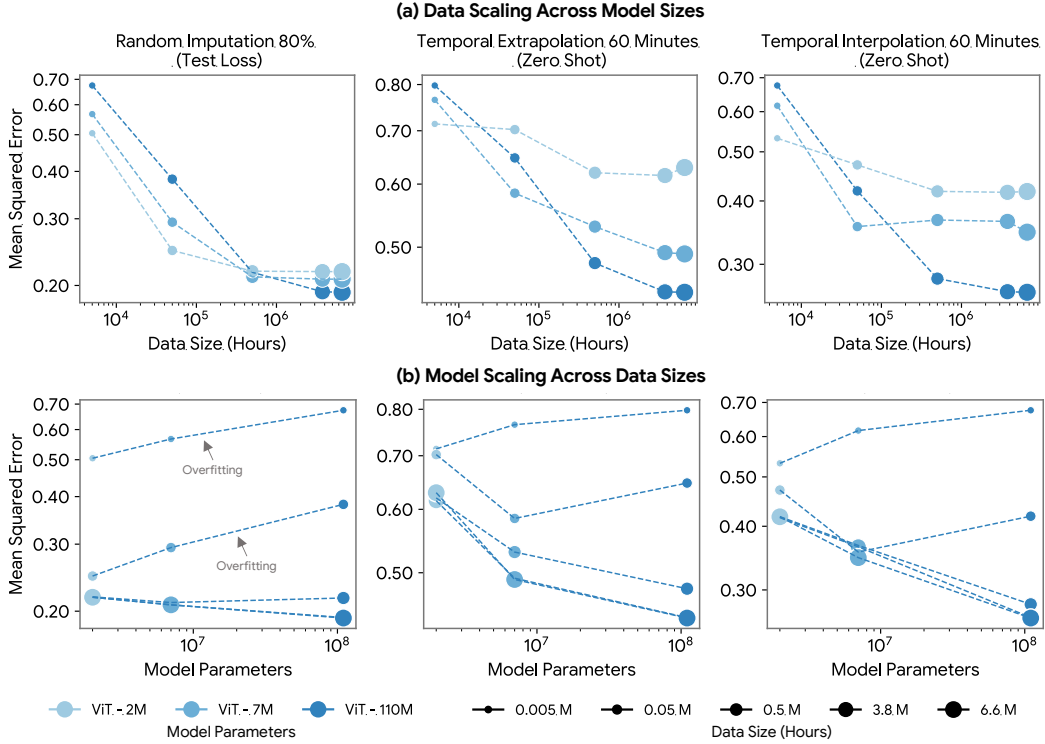 (a) Data Scaling Across Model Sizes
Random Imputation 80%
(Test Loss)
Temporal Extrapolation 60 Minutes
(Zero Shot)
Temporal Interpolation 60 Minutes
(Zero Shot)
Mean Squared Error
0.70
0.60
0.50
0.40
0.30
0.20
10⁴
10⁵
10⁶
Data Size (Hours)
0.80
0.70
0.60
0.50
10⁴
10⁵
10⁶
Data Size (Hours)
0.70
0.60
0.50
0.40
0.30
10⁴
10⁵
10⁶
Data Size (Hours)
(b) Model Scaling Across Data Sizes
Mean Squared Error
0.70
0.60
0.50
0.40
0.30
0.20
Overfitting
Overfitting
10⁷
10⁸
Model Parameters
0.80
0.70
0.60
0.50
10⁷
10⁸
Model Parameters
0.70
0.60
0.50
0.40
0.30
10⁷
10⁸
Model Parameters
ViT-2M
ViT-7M
ViT-110M
Model Parameters
0.005 M
0.05 M
0.5 M
3.8 M
6.6 M
Data Size (Hours)